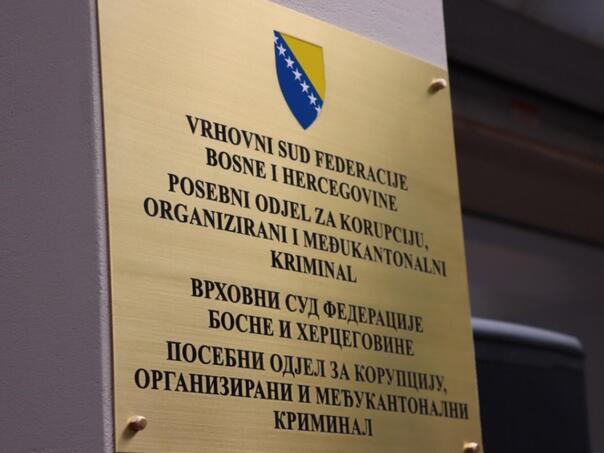 VRHOVNI SUD FEDERACIJE
BOSNE I HERCEGOVINE
POSEBNI ODJEL ZA KORUPCIJU,
ORGANIZIRANI I MEĐUKANTONALNI
KRIMINAL
ВРХОВНИ СУД ФЕДЕРАЦИЈЕ
БОСНЕ И ХЕРЦЕГОВИНЕ
ПОСЕБНИ ОДЈЕЛ ЗА КОРУПЦИЈУ,
ОРГАНИЗИРАНИ И МЕЂУКАНТОНАЛНИ
КРИМИНАЛ